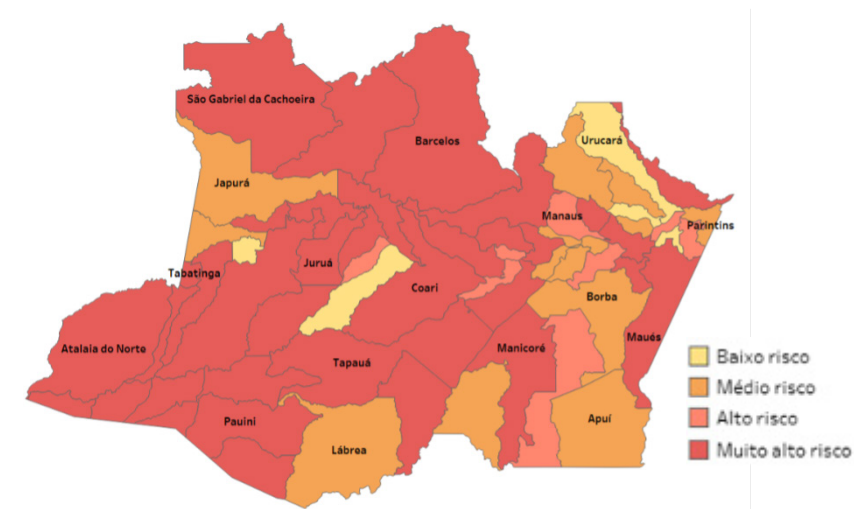 São Gabriel da Cachoeira
Barcelos
Urucará
Japurá
Manaus
Parintins
Tabatinga
Juruá
Coari
Borba
Atalaia do Norte
Tapauá
Manicoré
Maués
Pauini
Lábrea
Apuí
Baixo risco
Médio risco
Alto risco
Muito alto risco